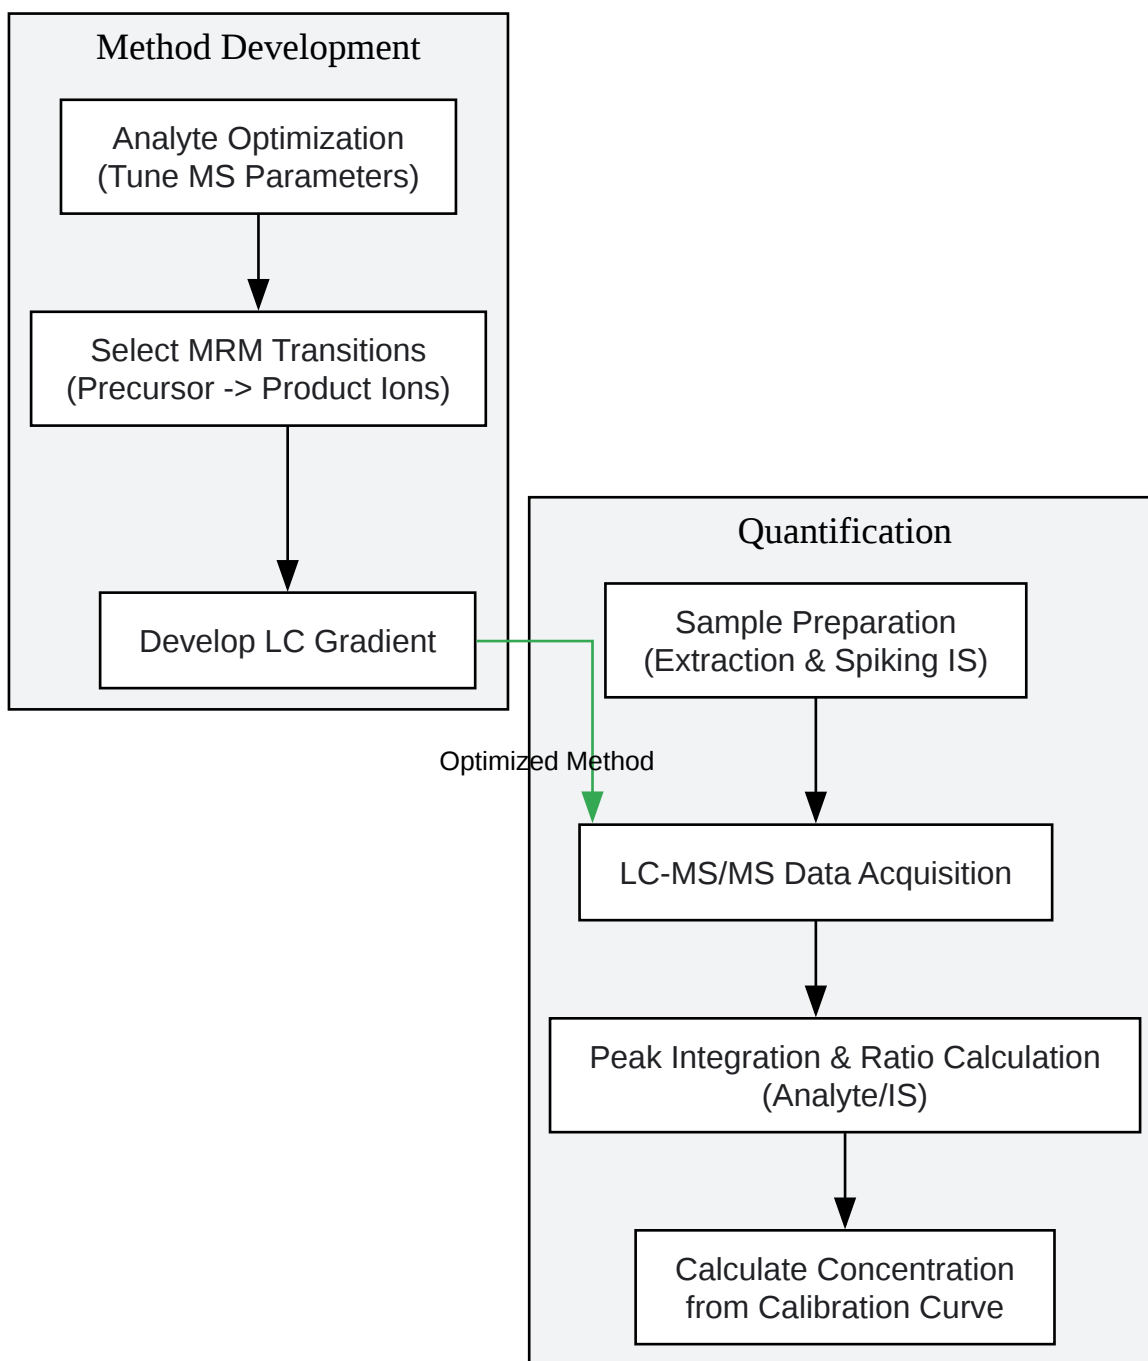 Method Development
Analyte Optimization
(Tune MS Parameters)
Select MRM Transitions
(Precursor -> Product Ions)
Develop LC Gradient
Optimized Method
Quantification
Sample Preparation
(Extraction & Spiking IS)
LC-MS/MS Data Acquisition
Peak Integration & Ratio Calculation
(Analyte/IS)
Calculate Concentration
from Calibration Curve